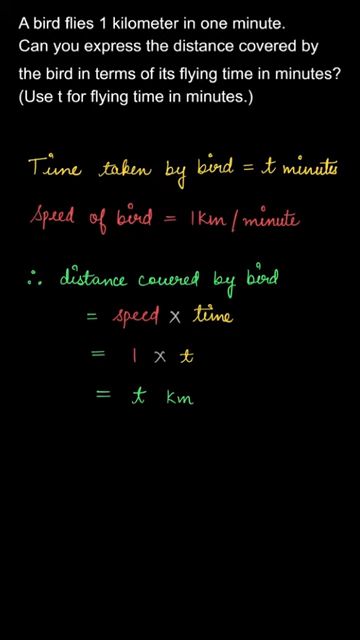 A bird flies 1 kilometer in one minute.
Can you express the distance covered by
the bird in terms of its flying time in minutes?
(Use t for flying time in minutes.)
Time taken by bird = t minutes
Speed of bird = 1 Km / minute
∴ distance covered by bird
= speed × time
= 1 × t
= t km